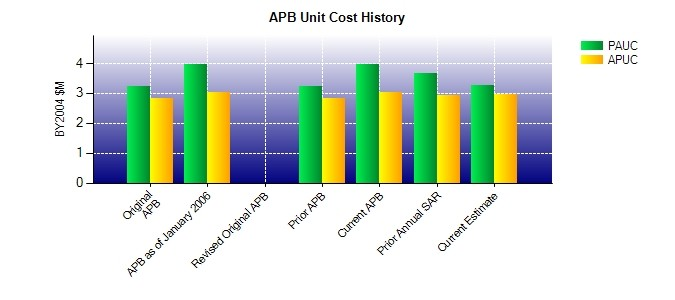 APB Unit Cost History
PAUC
APUC
BY2004 $M
4
3
2
1
0
Original
APB
APB as of January 2006
Revised Original APB
Prior APB
Current APB
Prior Annual SAR
Current Estimate